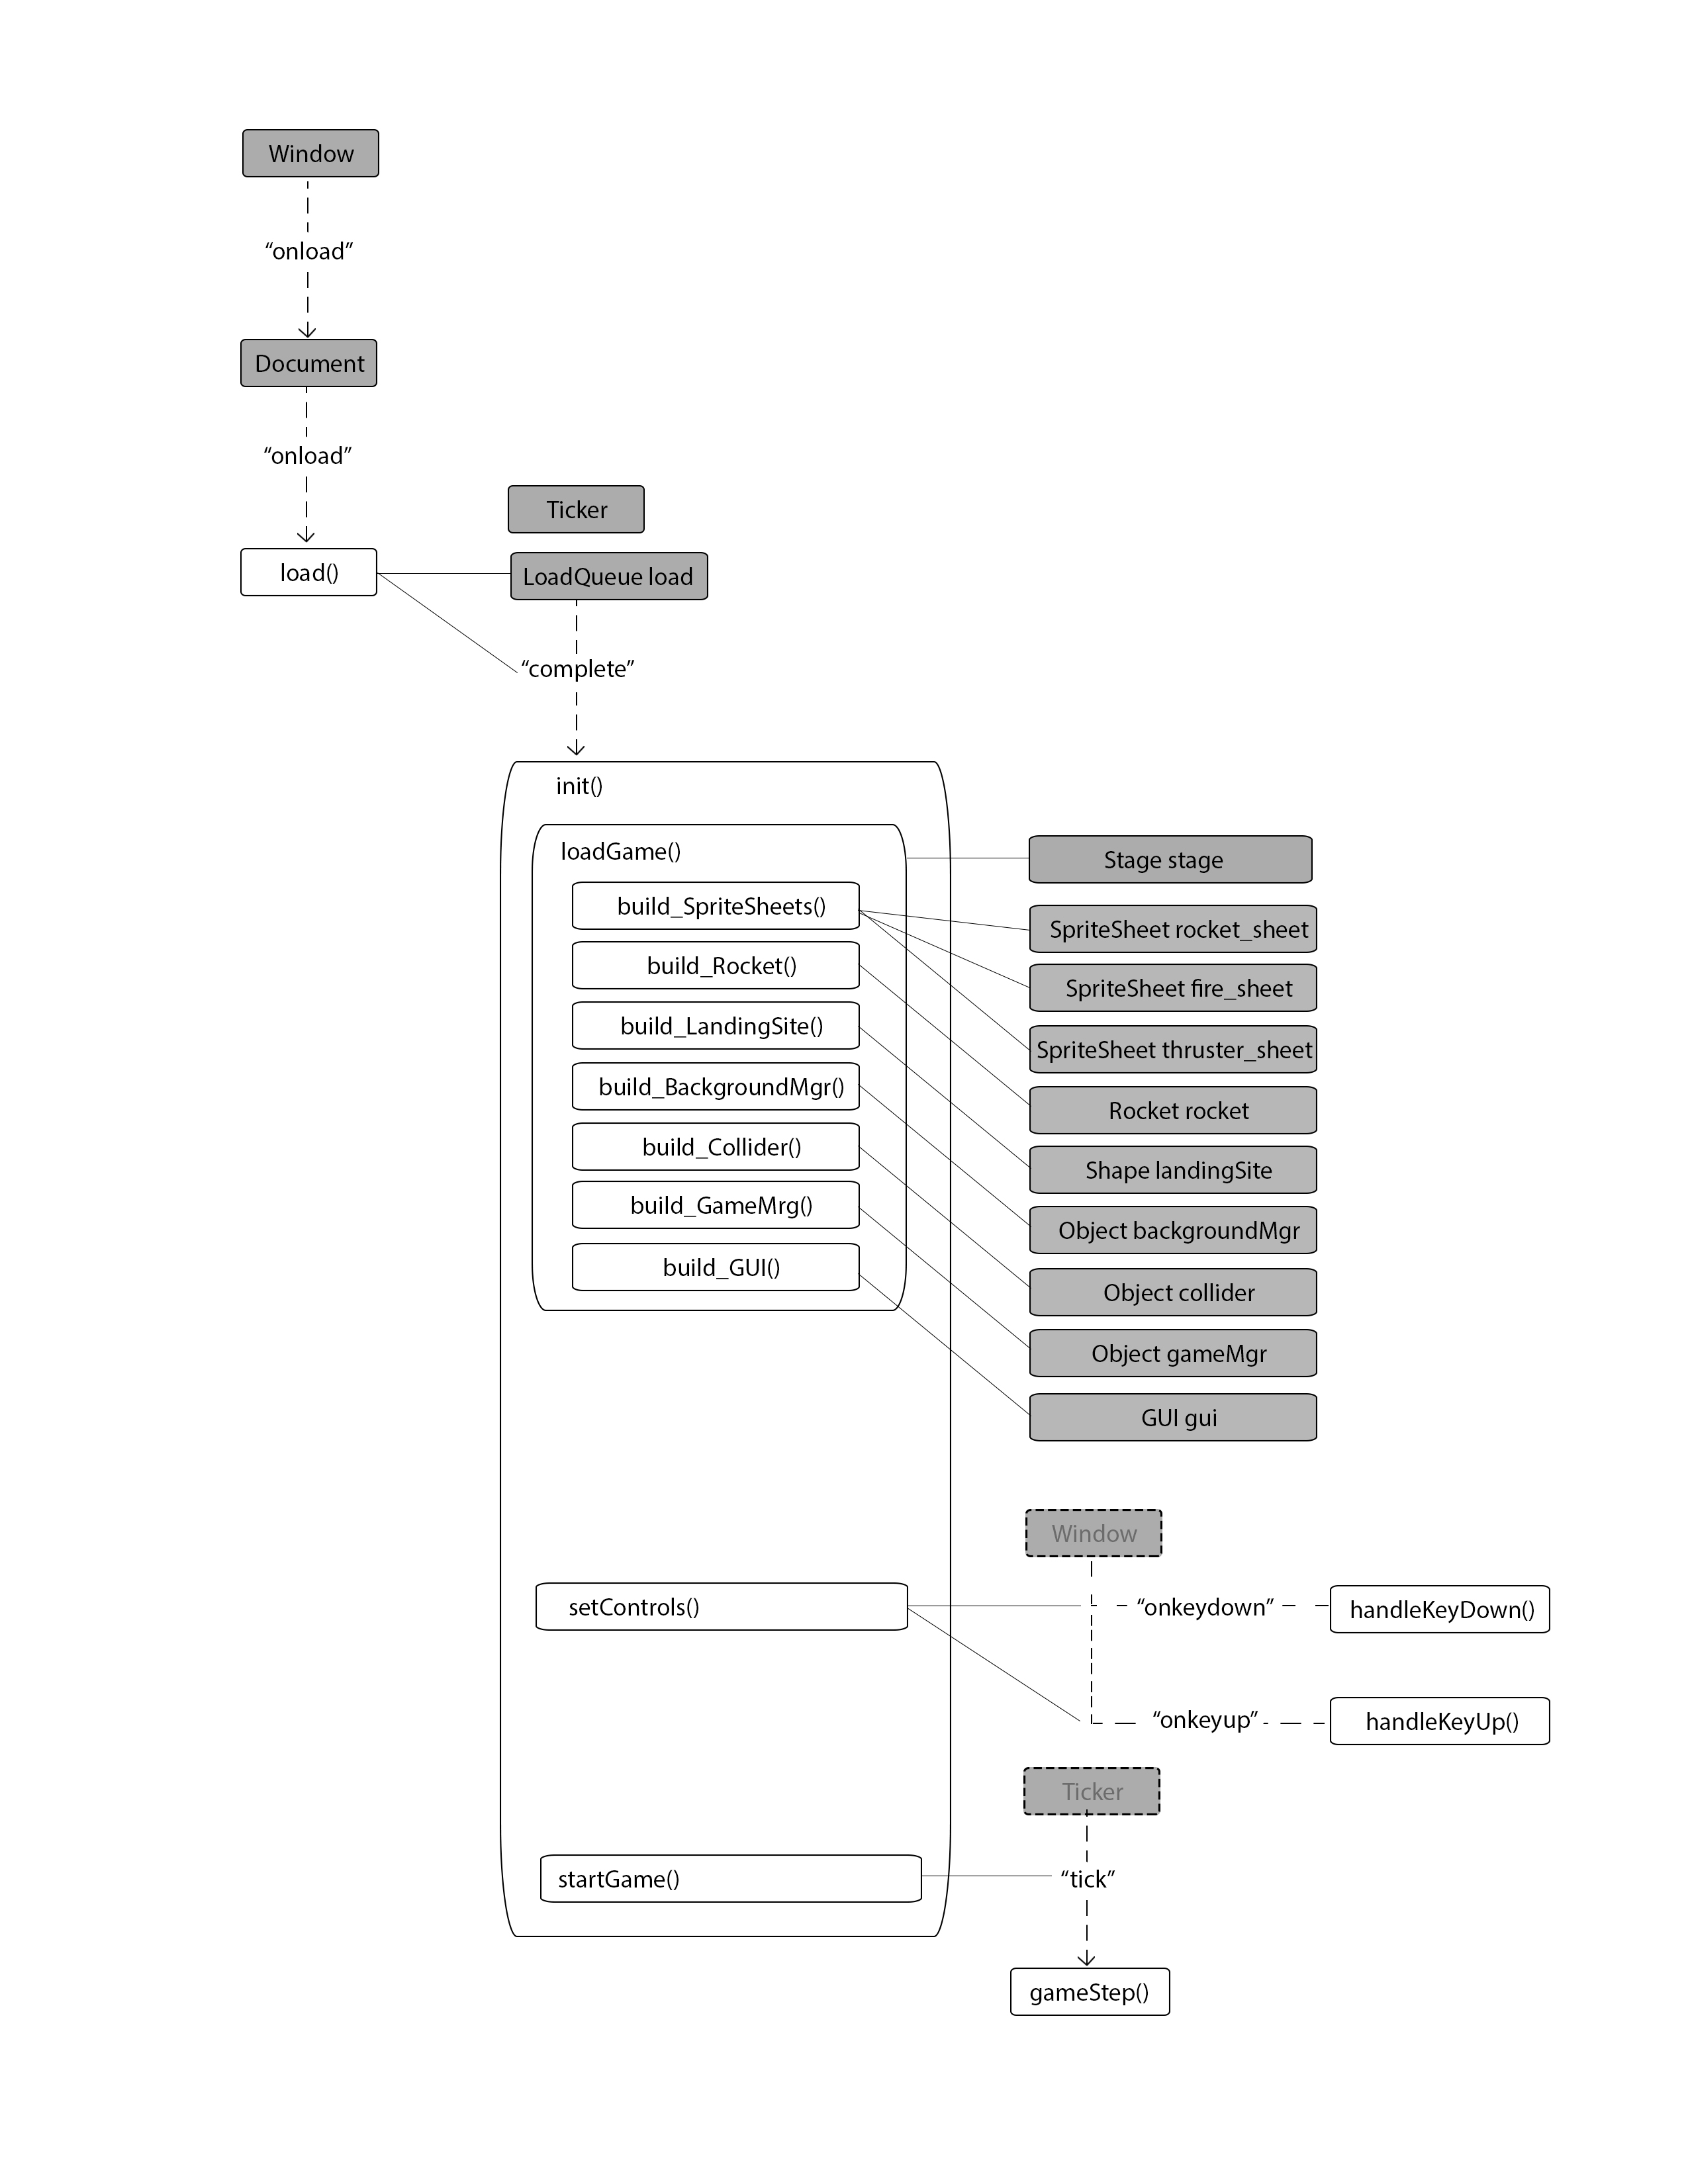 Window
“onload”
Document
“onload”
Ticker
load()
LoadQueue load
“complete”
init()
loadGame()
Stage stage
build_SpriteSheets()
SpriteSheet rocket_sheet
build_Rocket()
SpriteSheet fire_sheet
build_LandingSite()
SpriteSheet thruster_sheet
build_BackgroundMgr()
Rocket rocket
build_Collider()
Shape landingSite
build_GameMrg()
Object backgroundMgr
build_GUI()
Object collider
Object gameMgr
GUI gui
Window
setControls()
“onkeydown”
handleKeyDown()
“onkeyup”
handleKeyUp()
Ticker
startGame()
“tick”
gameStep()